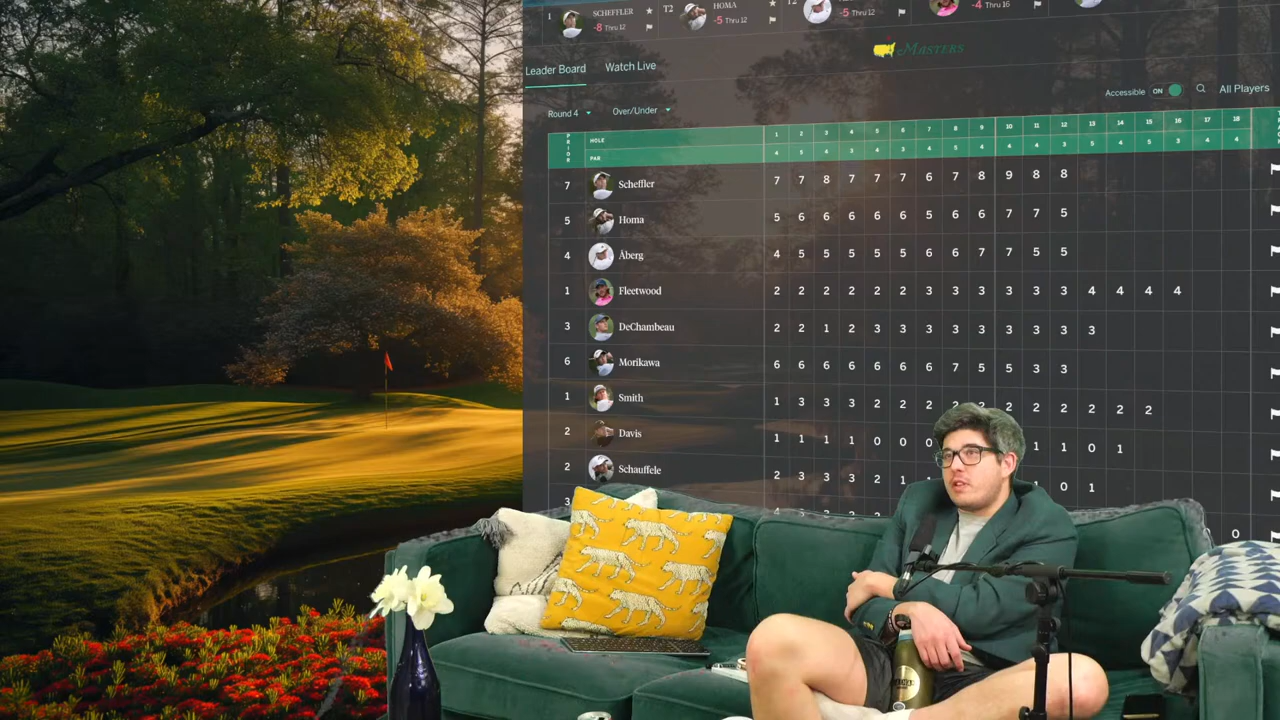 1 SCHEFFLER -8 Thru 12 T2 HOMA -5 Thru 12 T2 -5 Thru 12 -4 Thru 16
Masters
Leader Board Watch Live
Accessible ON All Players
Round 4 Over/Under
PRIOR HOLE 1 2 3 4 5 6 7 8 9 10 11 12 13 14 15 16 17 18
PAR 4 5 4 3 4 3 4 5 4 4 4 3 5 4 5 3 4 4
7 Scheffler 7 7 8 7 7 7 6 7 8 9 8 8
5 Homa 5 6 6 6 6 6 5 6 6 7 7 5
4 Åberg 4 5 5 5 5 5 6 6 7 7 5 5
1 Fleetwood 2 2 2 2 2 2 3 3 3 3 3 3 4 4 4 4
3 DeChambeau 2 2 1 2 3 3 3 3 3 3 3 3 3
6 Morikawa 6 6 6 6 6 6 6 7 5 5 3 3
1 Smith 1 3 3 3 2 2 2 2 2 2 2 2 2 2 2
2 Davis 1 1 1 1 0 0 0 1 1 0 1
2 Schauffele 2 3 3 3 2 1 1 0 1
3
0